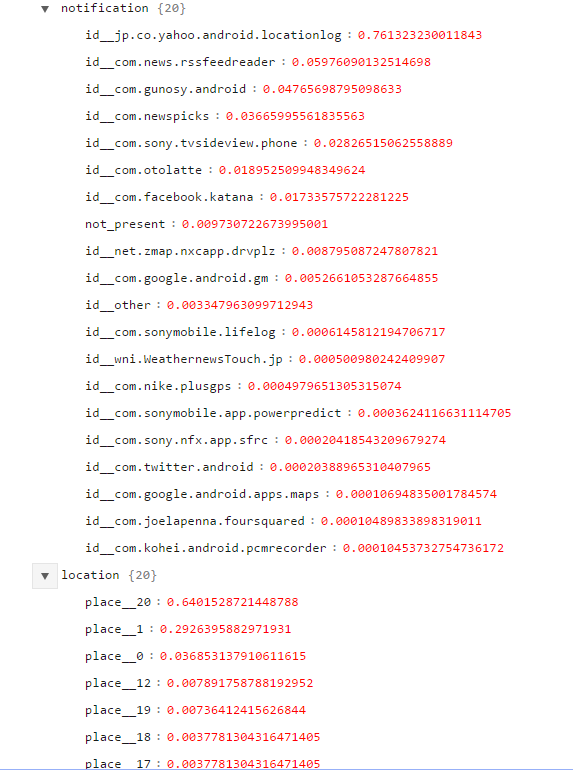 ▼ notification {20}
id__jp.co.yahoo.android.locationlog : 0.761323230011843
id__com.news.rssfeedreader : 0.05976090132514698
id__com.gunosy.android : 0.04765698795098633
id__com.newspicks : 0.03665995561835563
id__com.sony.tvsideview.phone : 0.02826515062558889
id__com.otolatte : 0.018952509948349624
id__com.facebook.katana : 0.01733575722281225
not_present : 0.009730722673995001
id__net.zmap.nxcapp.drvplz : 0.008795087247807821
id__com.google.android.gm : 0.0052661053287664855
id__other : 0.003347963099712943
id__com.sonymobile.lifelog : 0.0006145812194706717
id__wni.WeathernewsTouch.jp : 0.000500980242409907
id__com.nike.plusgps : 0.0004979651305315074
id__com.sonymobile.app.powerpredict : 0.0003624116631114705
id__com.sony.nfx.app.sfrc : 0.00020418543209679274
id__com.twitter.android : 0.00020388965310407965
id__com.google.android.apps.maps : 0.00010694835001784574
id__com.joelapenna.foursquared : 0.00010489833898319011
id__com.kohei.android.pcmrecorder : 0.00010453732754736172
▼ location {20}
place__20 : 0.6401528721448788
place__1 : 0.2926395882971931
place__0 : 0.036853137910611615
place__12 : 0.007891758788192952
place__19 : 0.00736412415626844
place__18 : 0.0037781304316471405
place__17 : 0.0037781304316471405